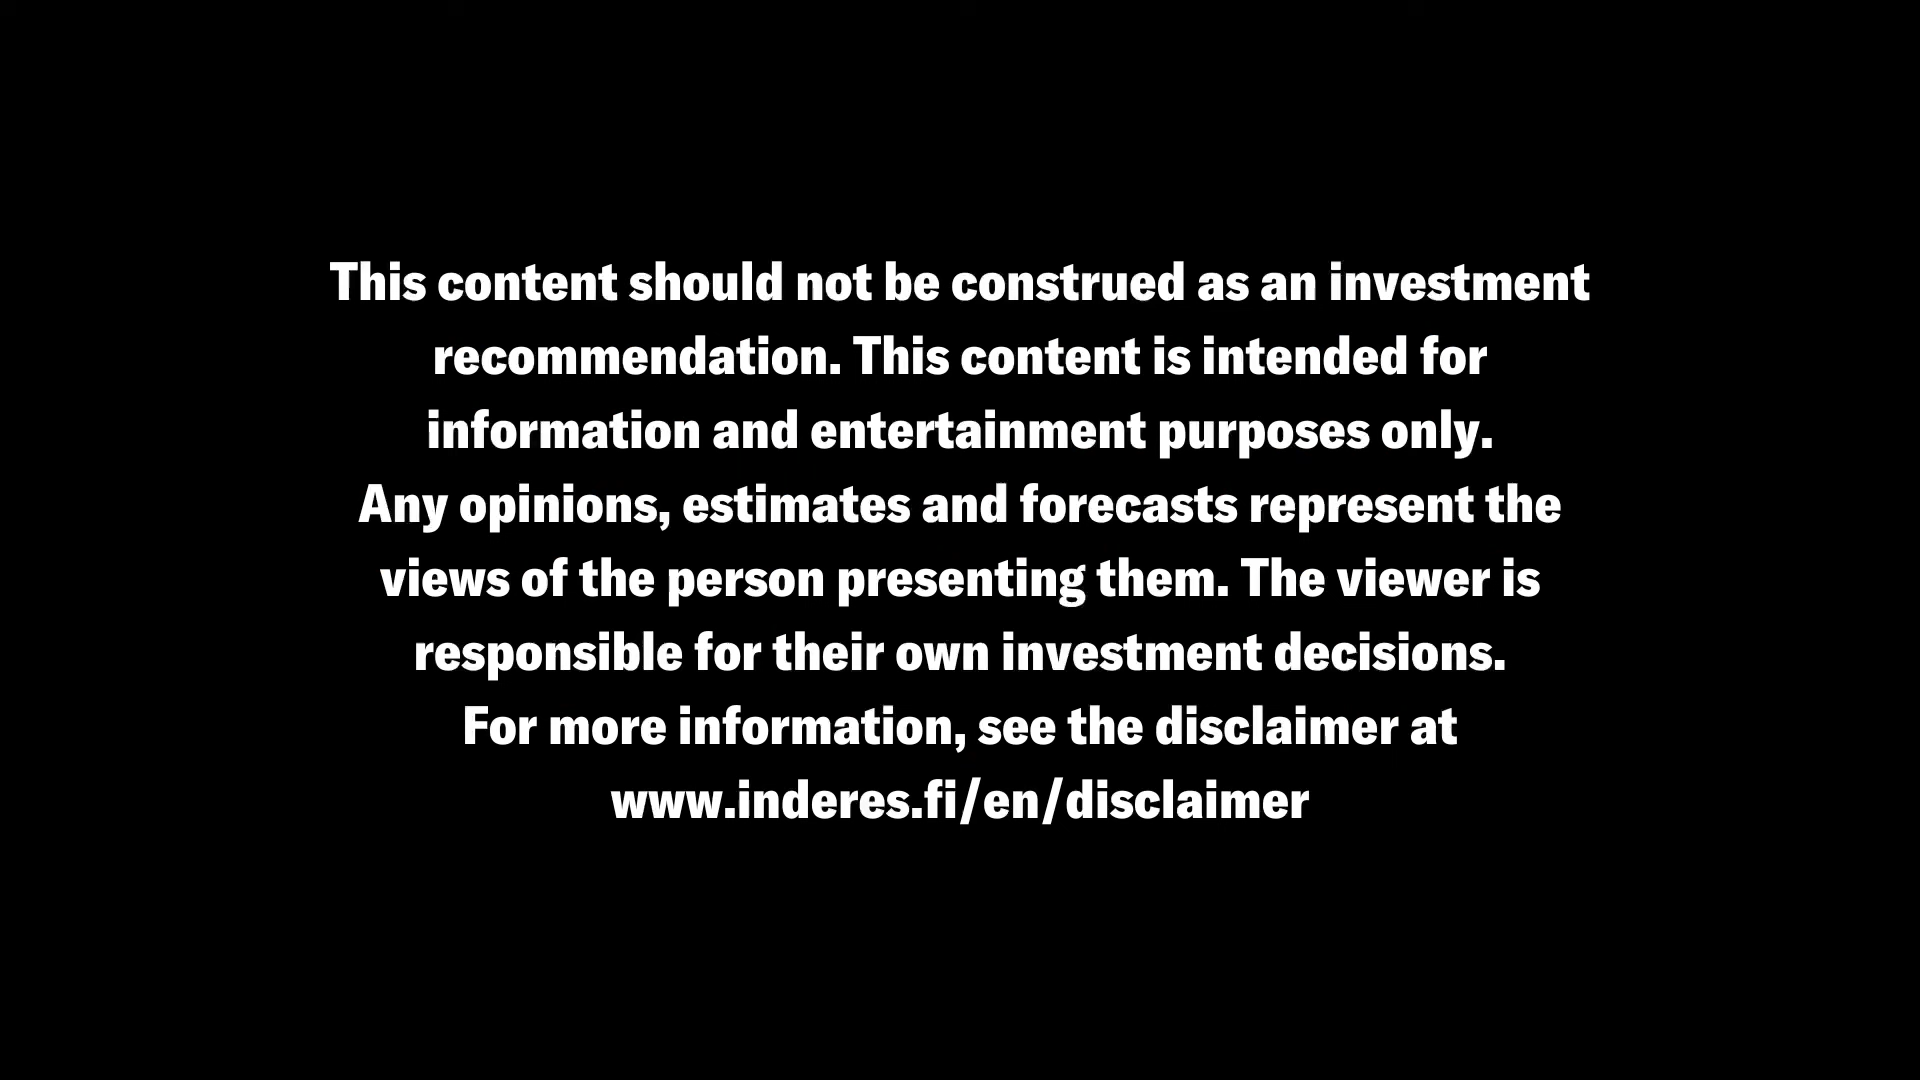 This content should not be construed as an investment
recommendation. This content is intended for
information and entertainment purposes only.
Any opinions, estimates and forecasts represent the
views of the person presenting them. The viewer is
responsible for their own investment decisions.
For more information, see the disclaimer at
www.inderes.fi/en/disclaimer